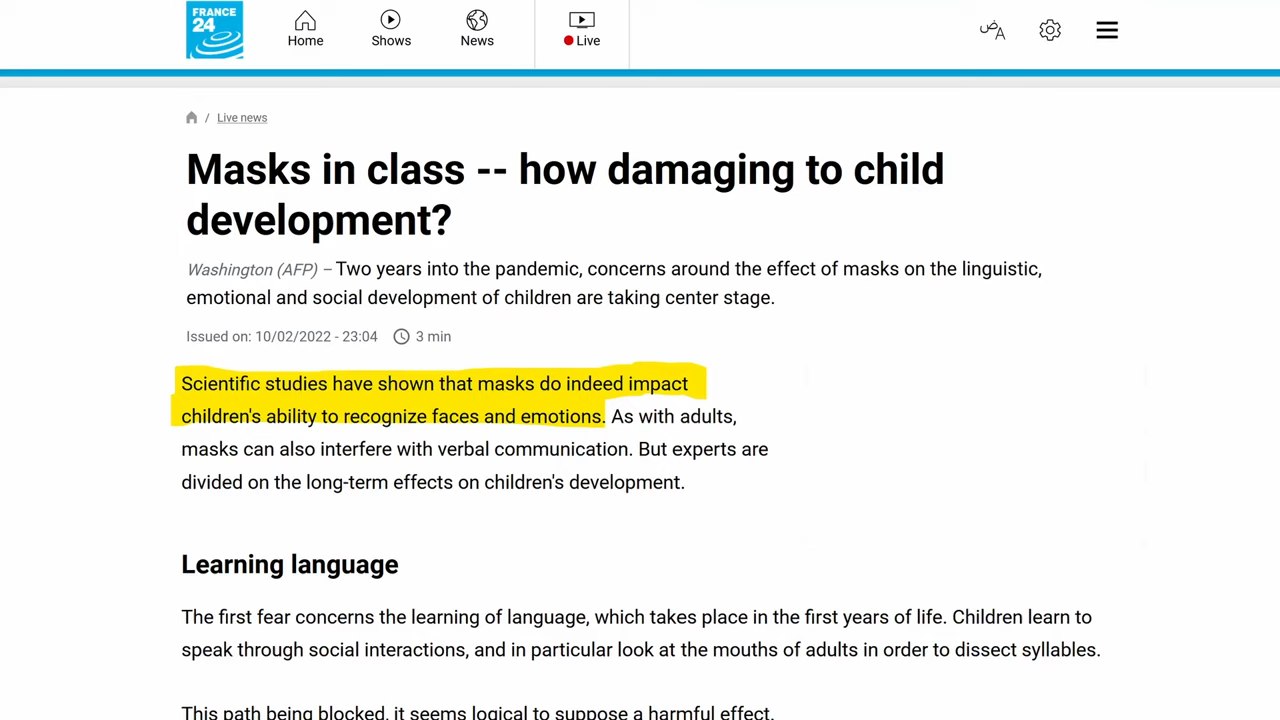 FRANCE
24
Home
Shows
News
Live
ض/A
/ Live news
Masks in class -- how damaging to child
development?
Washington (AFP) – Two years into the pandemic, concerns around the effect of masks on the linguistic,
emotional and social development of children are taking center stage.
Issued on: 10/02/2022 - 23:04 3 min
Scientific studies have shown that masks do indeed impact
children's ability to recognize faces and emotions. As with adults,
masks can also interfere with verbal communication. But experts are
divided on the long-term effects on children's development.
Learning language
The first fear concerns the learning of language, which takes place in the first years of life. Children learn to
speak through social interactions, and in particular look at the mouths of adults in order to dissect syllables.
This path being blocked, it seems logical to suppose a harmful effect.